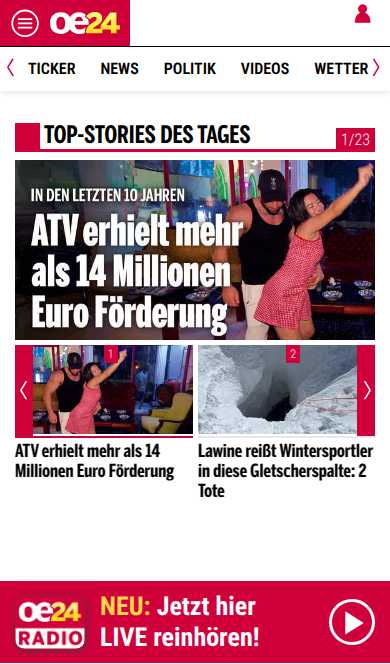 oe24
TICKER NEWS POLITIK VIDEOS WETTER
TOP-STORIES DES TAGES
1/23
IN DEN LETZTEN 10 JAHREN
ATV erhielt mehr
als 14 Millionen
Euro Förderung
1
2
ATV erhielt mehr als 14
Millionen Euro Förderung
Lawine reißt Wintersportler
in diese Gletscherspalte: 2
Tote
oe24
RADIO
NEU: Jetzt hier
LIVE reinhören!